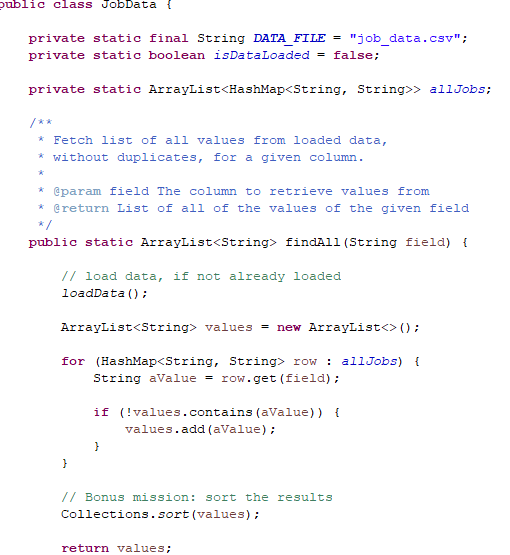 public class JobData {
    private static final String DATA_FILE = "job_data.csv";
    private static boolean isDataLoaded = false;
    private static ArrayList<HashMap<String, String>> allJobs;
    /**
     * Fetch list of all values from loaded data,
     * without duplicates, for a given column.
     *
     * @param field The column to retrieve values from
     * @return List of all of the values of the given field
     */
    public static ArrayList<String> findAll(String field) {
        // load data, if not already loaded
        loadData();
        ArrayList<String> values = new ArrayList<>();
        for (HashMap<String, String> row : allJobs) {
            String aValue = row.get(field);
            if (!values.contains(aValue)) {
                values.add(aValue);
            }
        }
        // Bonus mission: sort the results
        Collections.sort(values);
        return values;